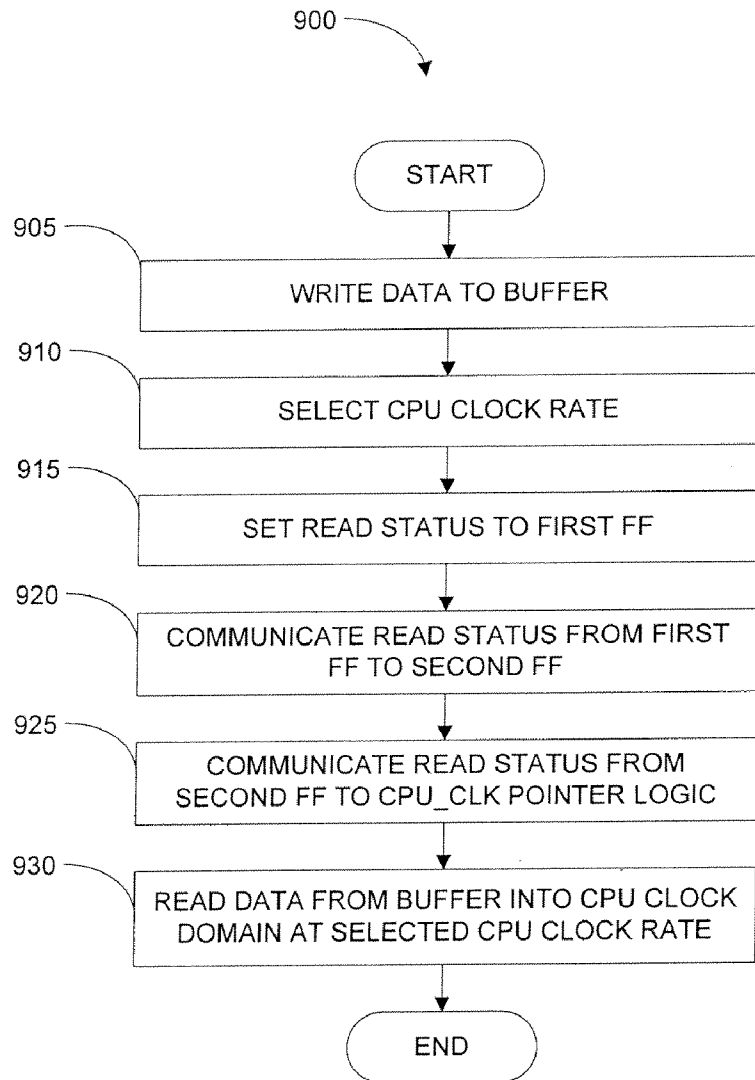 900
START
905
WRITE DATA TO BUFFER
910
SELECT CPU CLOCK RATE
915
SET READ STATUS TO FIRST FF
920
COMMUNICATE READ STATUS FROM FIRST
FF TO SECOND FF
925
COMMUNICATE READ STATUS FROM
SECOND FF TO CPU_CLK POINTER LOGIC
930
READ DATA FROM BUFFER INTO CPU CLOCK
DOMAIN AT SELECTED CPU CLOCK RATE
END